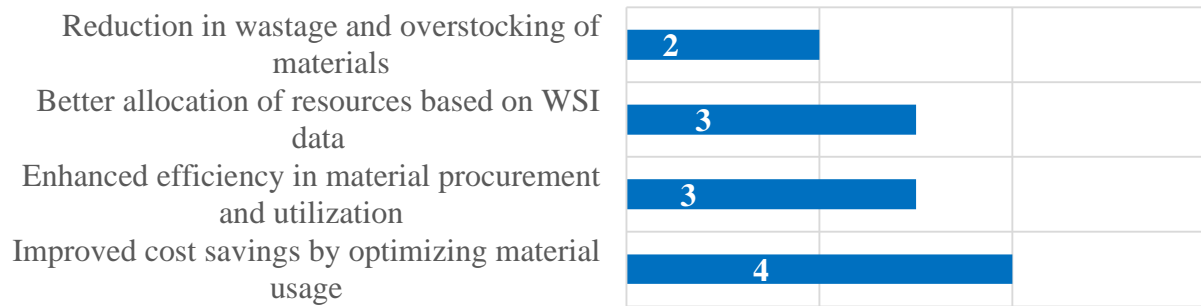 Reduction in wastage and overstocking of
materials
2
Better allocation of resources based on WSI
data
3
Enhanced efficiency in material procurement
and utilization
3
Improved cost savings by optimizing material
usage
4